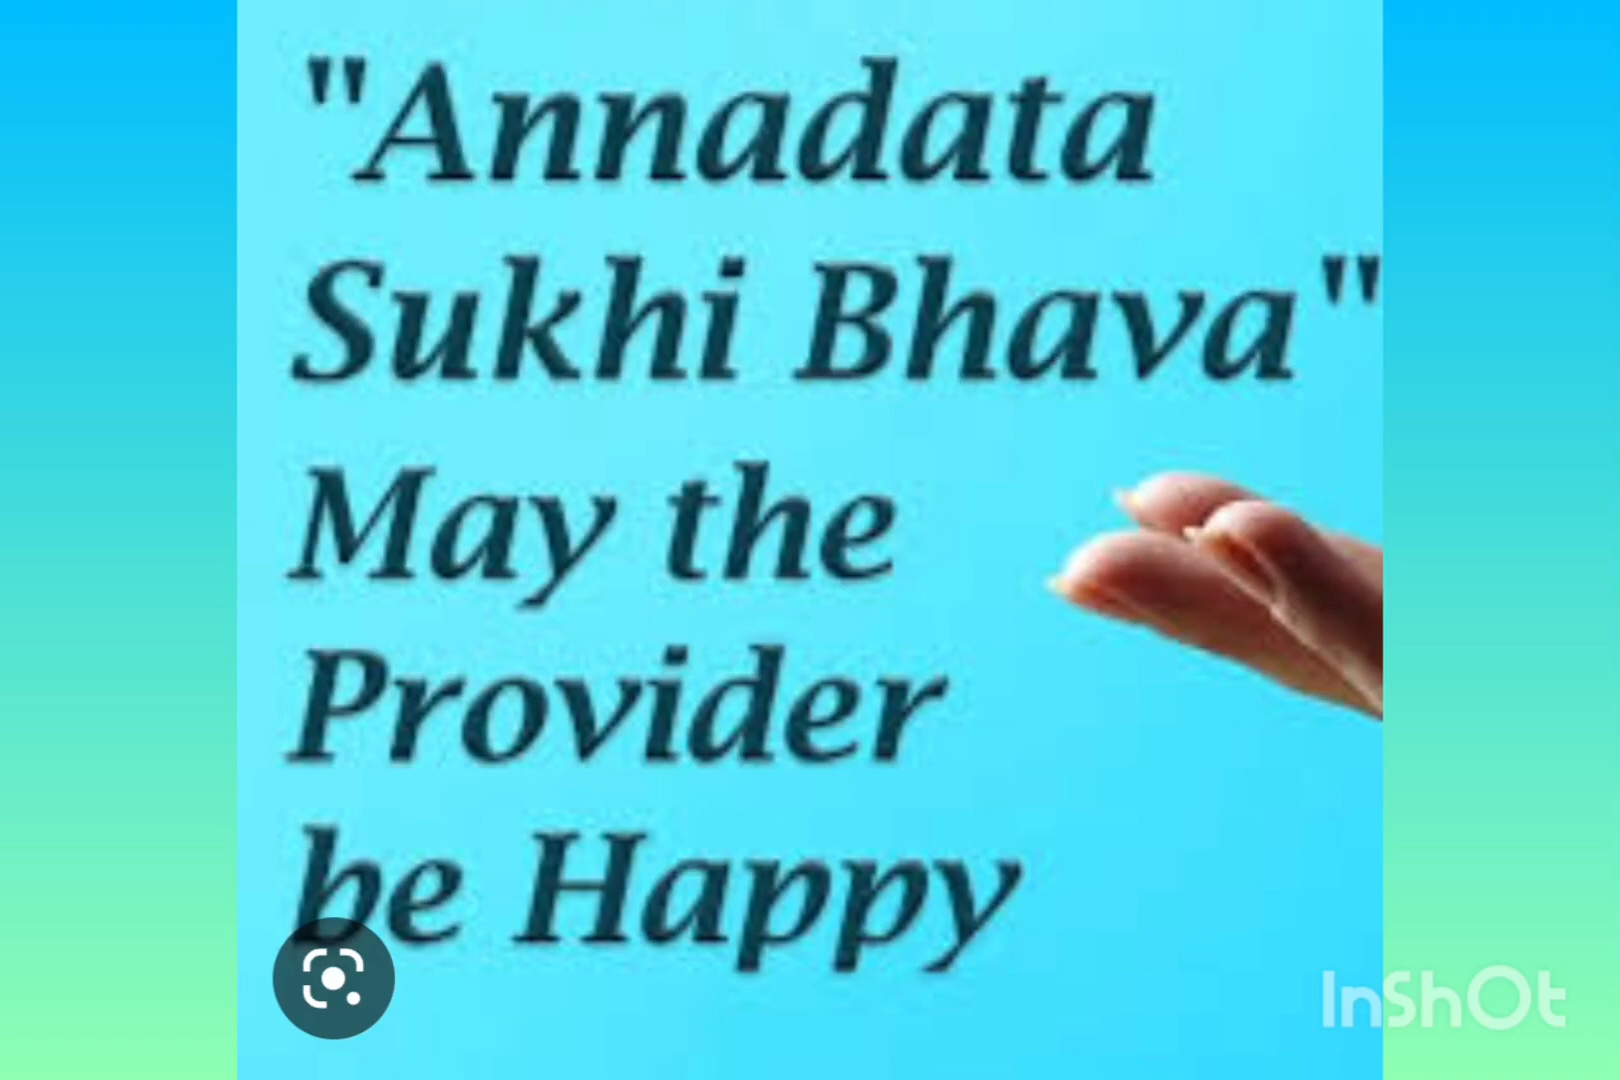 "Annadata
Sukhi Bhava"
May the
Provider
be Happy
InShOt